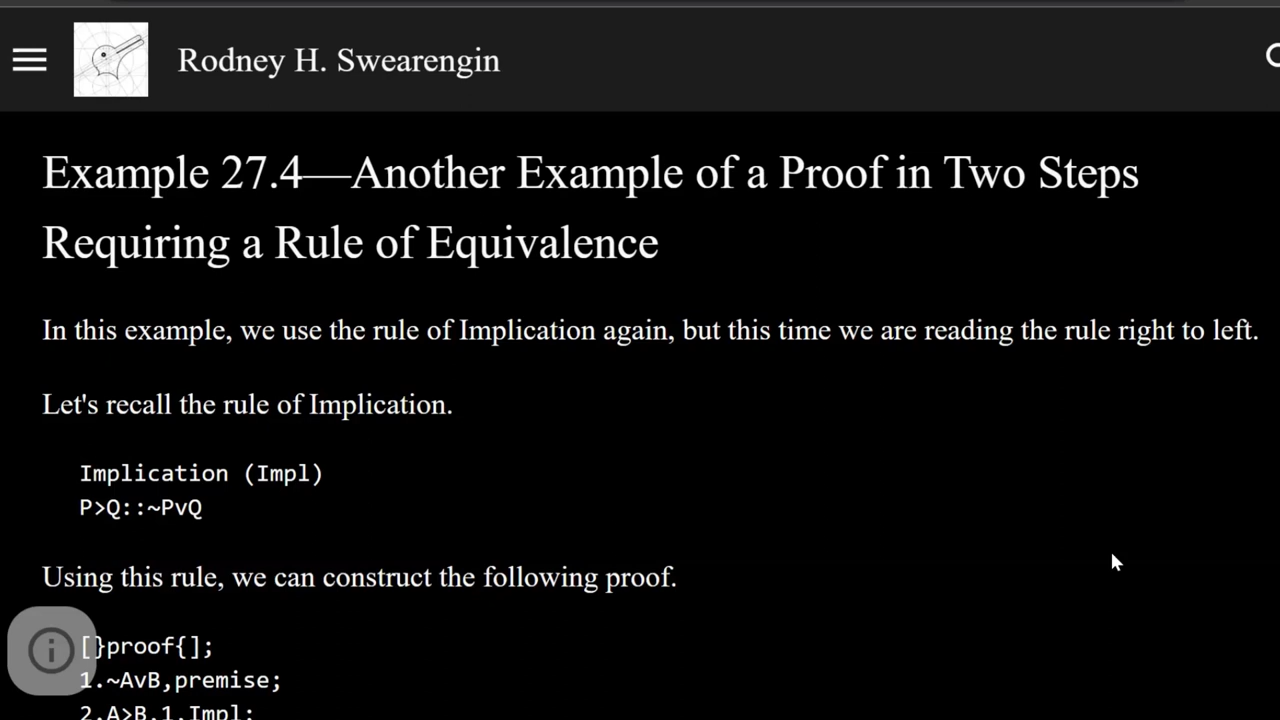 Rodney H. Swearengin
Example 27.4—Another Example of a Proof in Two Steps
Requiring a Rule of Equivalence
In this example, we use the rule of Implication again, but this time we are reading the rule right to left.
Let's recall the rule of Implication.
Implication (Impl)
P>Q::~PvQ
Using this rule, we can construct the following proof.
[}proof{];
1.~AvB,premise;
2.A>B,1,Impl;